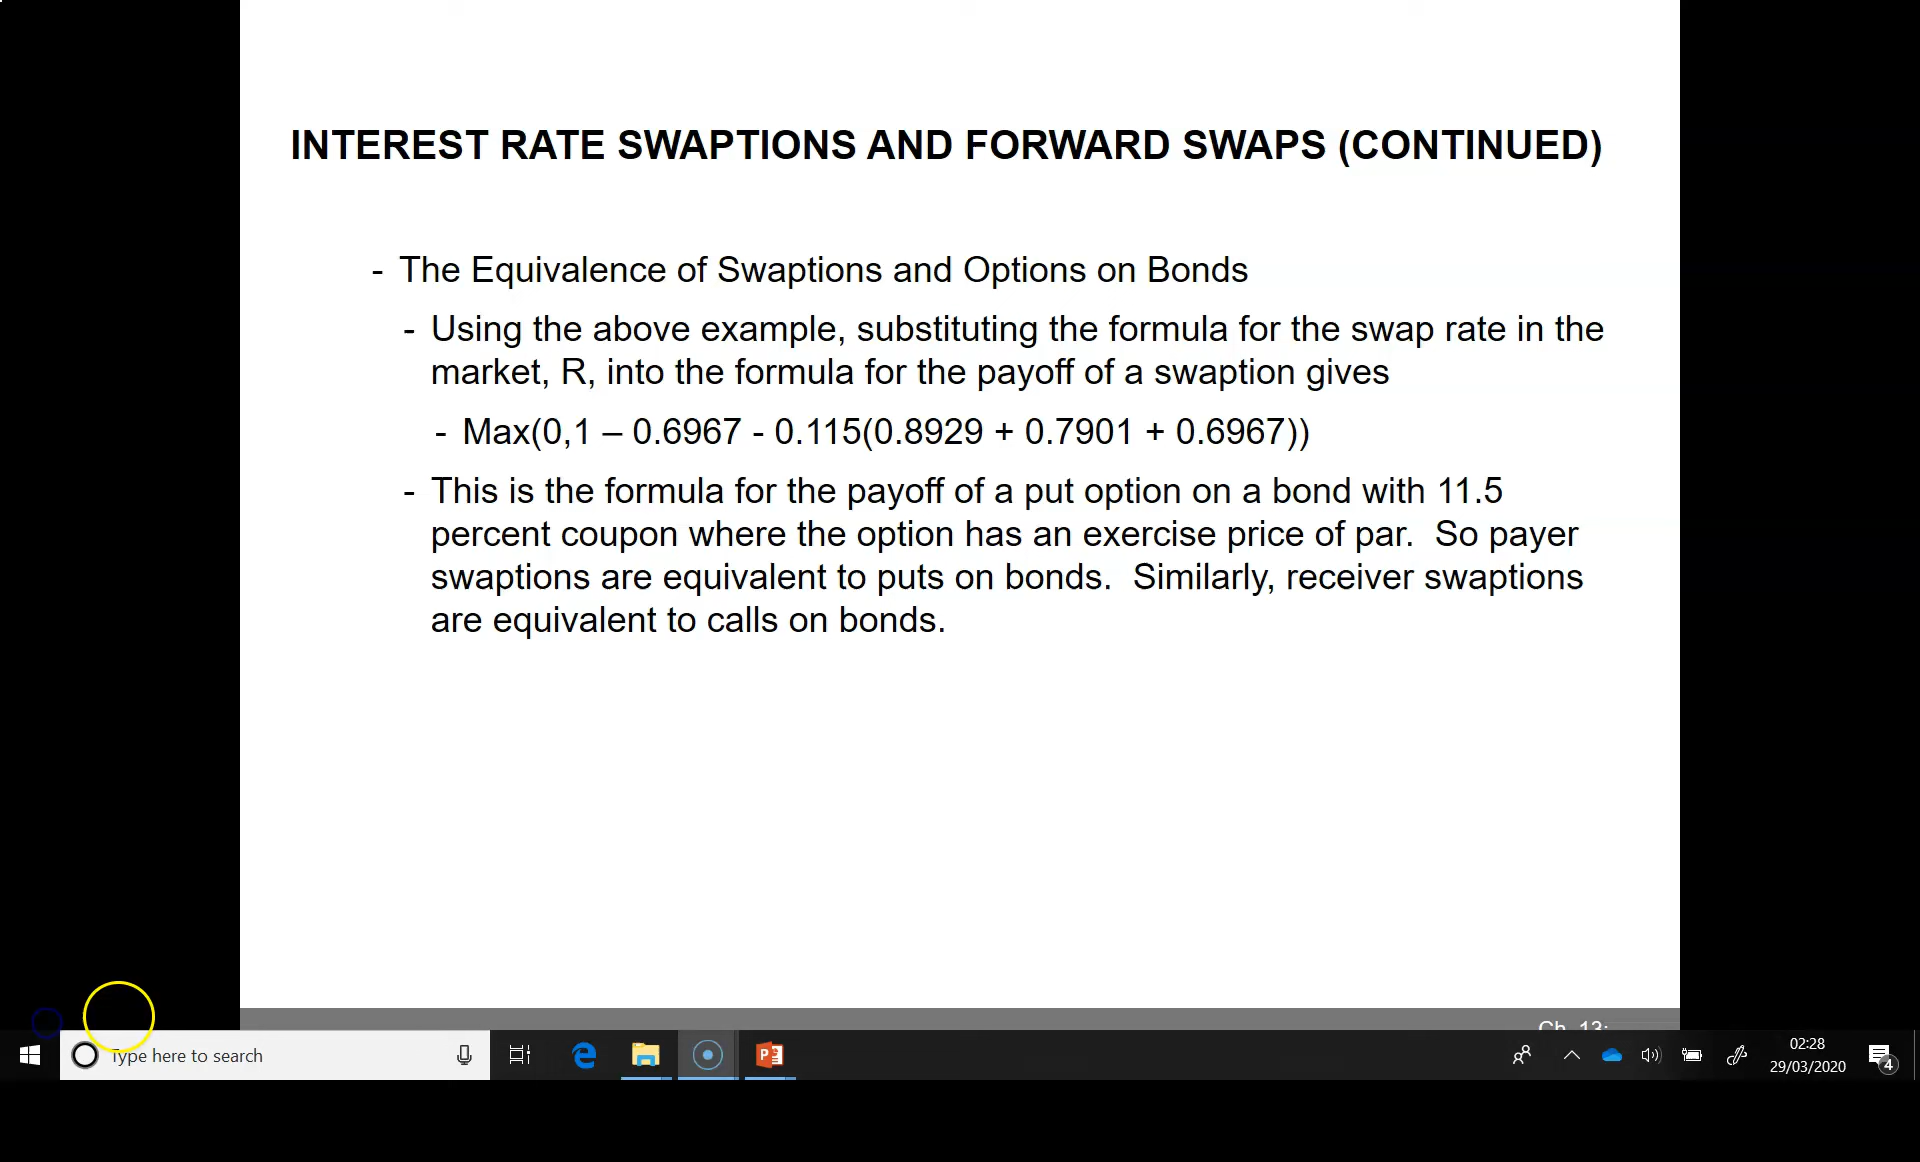 INTEREST RATE SWAPTIONS AND FORWARD SWAPS (CONTINUED)
- The Equivalence of Swaptions and Options on Bonds
- Using the above example, substituting the formula for the swap rate in the
market, R, into the formula for the payoff of a swaption gives
- Max(0,1 – 0.6967 - 0.115(0.8929 + 0.7901 + 0.6967))
- This is the formula for the payoff of a put option on a bond with 11.5
percent coupon where the option has an exercise price of par.  So payer
swaptions are equivalent to puts on bonds.  Similarly, receiver swaptions
are equivalent to calls on bonds.
Ch. 13:
Type here to search
02:28
29/03/2020
4